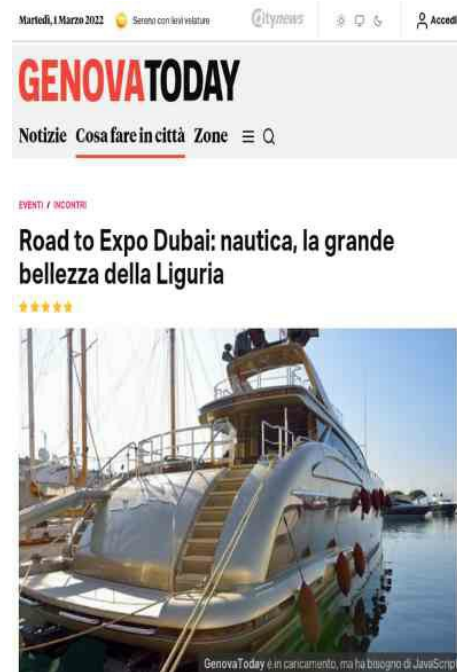 Martedì, 1 Marzo 2022 Sereno con lievi velature Citynews Accedi
GENOVATODAY
Notizie Cosa fare in città Zone
EVENTI / INCONTRI
Road to Expo Dubai: nautica, la grande
bellezza della Liguria
GenovaToday è in caricamento, ma ha bisogno di JavaScrip